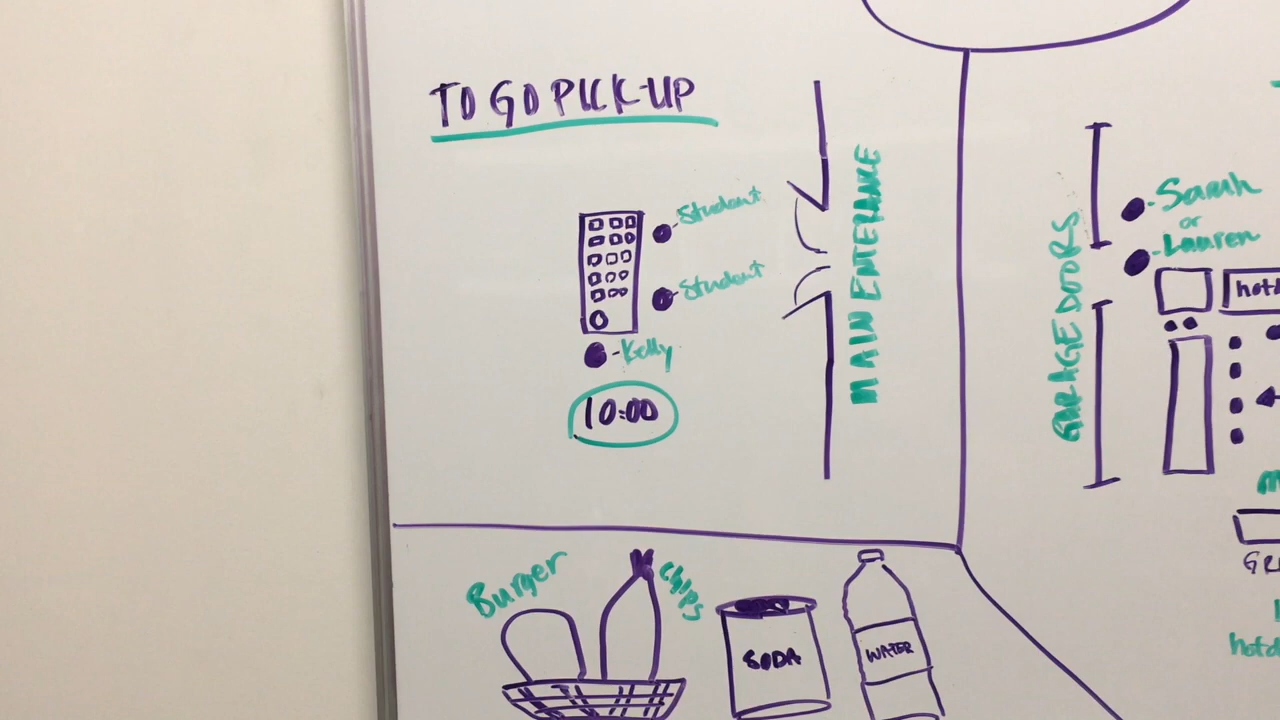 TO GO PICK-UP
Student
Student
Kelly
10:00
MAIN ENTERANCE
GARAGE DOORS
Sarah
or
Lauren
Burger
CHIPS
SODA
WATER